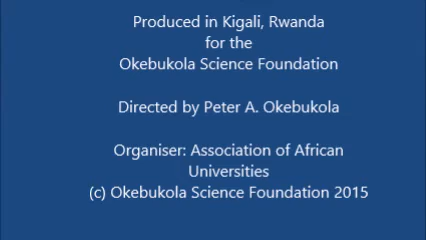 Produced in Kigali, Rwanda
for the
Okebukola Science Foundation
Directed by Peter A. Okebukola
Organiser: Association of African
Universities
(c) Okebukola Science Foundation 2015